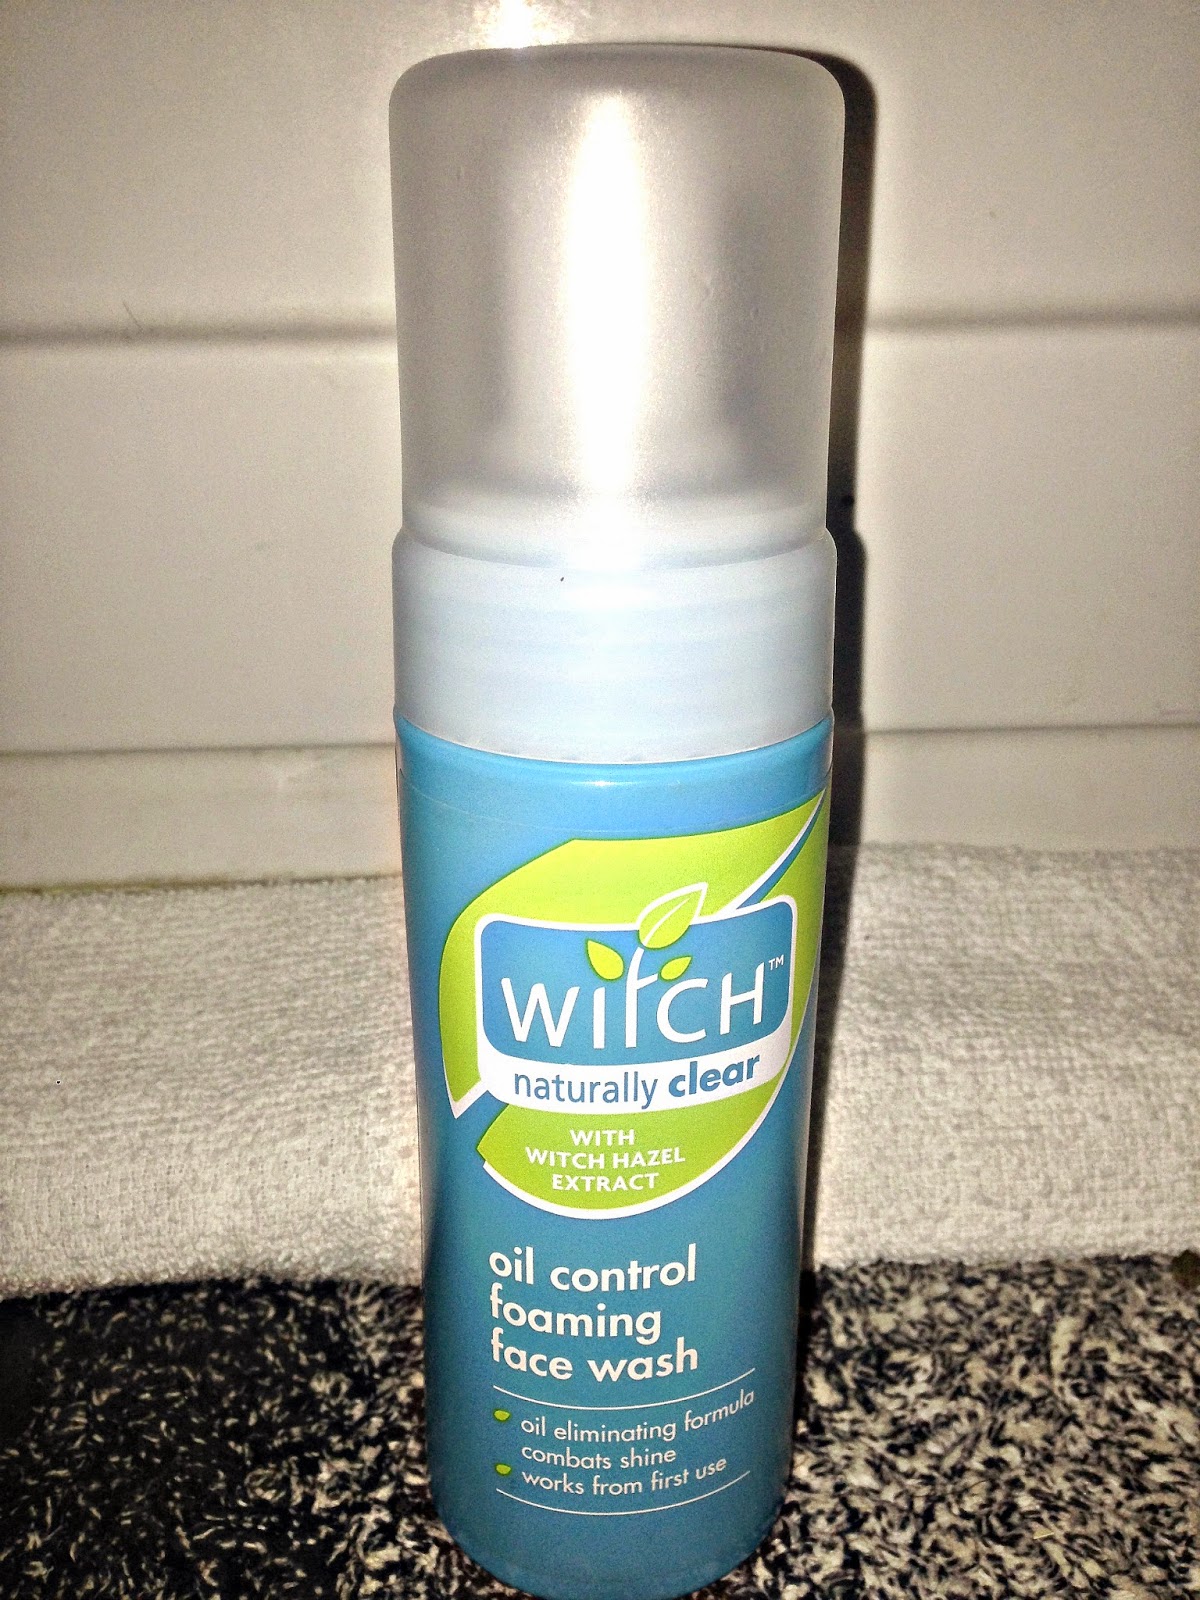 WITCH™
naturally clear
WITH
WITCH HAZEL
EXTRACT
oil control
foaming
face wash
oil eliminating formula
combats shine
works from first use